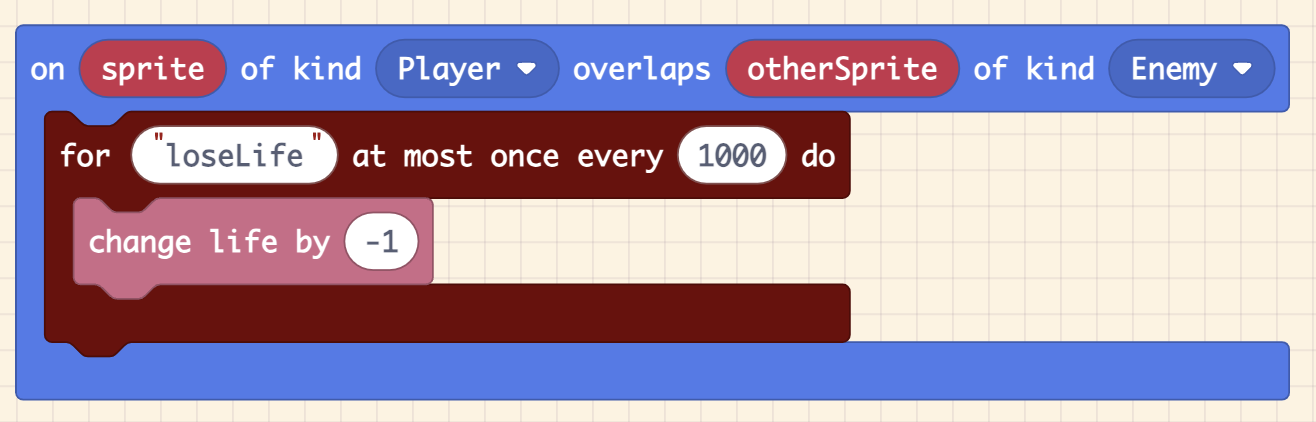 on sprite of kind Player overlaps otherSprite of kind Enemy
for "loseLife" at most once every 1000 do
change life by -1